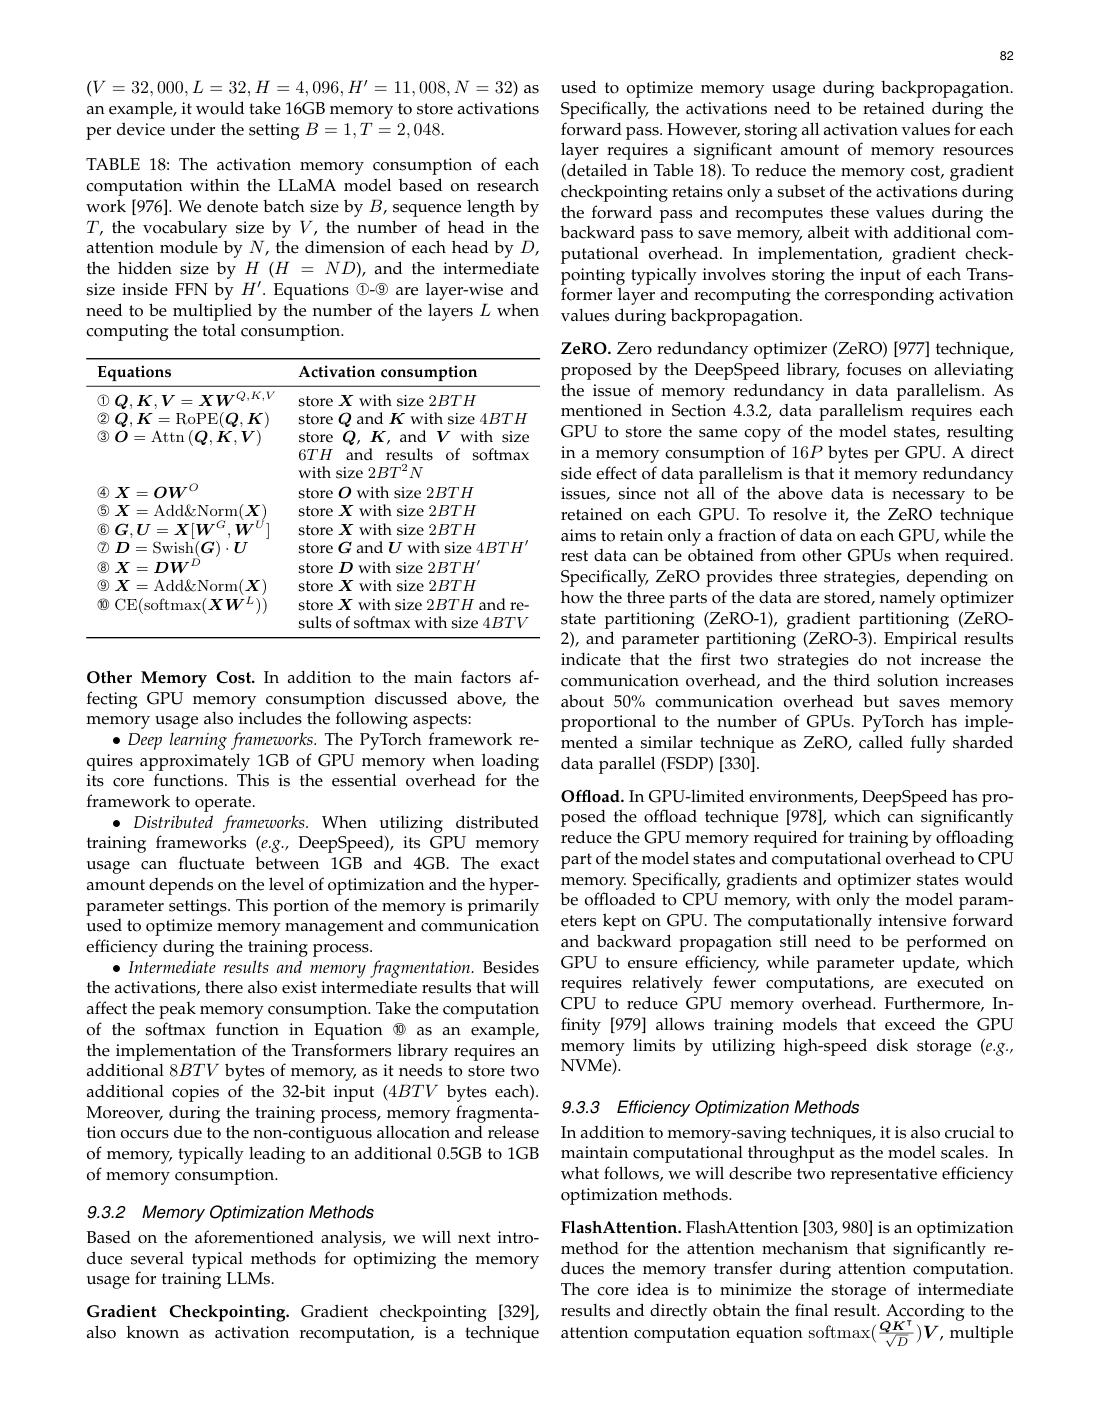 82
(V = 32,000, L = 32, H = 4,096, H′ = 11,008, N = 32) as
an example, it would take 16GB memory to store activations
per device under the setting B = 1, T = 2,048.
TABLE 18: The activation memory consumption of each
computation within the LLaMA model based on research
work [976]. We denote batch size by B, sequence length by
T, the vocabulary size by V, the number of head in the
attention module by N, the dimension of each head by D,
the hidden size by H (H = ND), and the intermediate
size inside FFN by H′. Equations ①-⑨ are layer-wise and
need to be multiplied by the number of the layers L when
computing the total consumption.
Equations Activation consumption
① Q, K, V = XW^{Q,K,V} store X with size 2BTH
② Q, K = RoPE(Q, K) store Q and K with size 4BTH
③ O = Attn(Q, K, V) store Q, K, and V with size
6TH and results of softmax
with size 2BT²N
④ X = OW^O store O with size 2BTH
⑤ X = Add&Norm(X) store X with size 2BTH
⑥ G, U = X[W^G, W^U] store X with size 2BTH
⑦ D = Swish(G) · U store G and U with size 4BTH′
⑧ X = DW^D store D with size 2BTH′
⑨ X = Add&Norm(X) store X with size 2BTH
⑩ CE(softmax(XW^L)) store X with size 2BTH and re-
sults of softmax with size 4BTV
Other Memory Cost. In addition to the main factors af-
fecting GPU memory consumption discussed above, the
memory usage also includes the following aspects:
• Deep learning frameworks. The PyTorch framework re-
quires approximately 1GB of GPU memory when loading
its core functions. This is the essential overhead for the
framework to operate.
• Distributed frameworks. When utilizing distributed
training frameworks (e.g., DeepSpeed), its GPU memory
usage can fluctuate between 1GB and 4GB. The exact
amount depends on the level of optimization and the hyper-
parameter settings. This portion of the memory is primarily
used to optimize memory management and communication
efficiency during the training process.
• Intermediate results and memory fragmentation. Besides
the activations, there also exist intermediate results that will
affect the peak memory consumption. Take the computation
of the softmax function in Equation ⑩ as an example,
the implementation of the Transformers library requires an
additional 8BTV bytes of memory, as it needs to store two
additional copies of the 32-bit input (4BTV bytes each).
Moreover, during the training process, memory fragmenta-
tion occurs due to the non-contiguous allocation and release
of memory, typically leading to an additional 0.5GB to 1GB
of memory consumption.
9.3.2 Memory Optimization Methods
Based on the aforementioned analysis, we will next intro-
duce several typical methods for optimizing the memory
usage for training LLMs.
Gradient Checkpointing. Gradient checkpointing [329],
also known as activation recomputation, is a technique
used to optimize memory usage during backpropagation.
Specifically, the activations need to be retained during the
forward pass. However, storing all activation values for each
layer requires a significant amount of memory resources
(detailed in Table 18). To reduce the memory cost, gradient
checkpointing retains only a subset of the activations during
the forward pass and recomputes these values during the
backward pass to save memory, albeit with additional com-
putational overhead. In implementation, gradient check-
pointing typically involves storing the input of each Trans-
former layer and recomputing the corresponding activation
values during backpropagation.
ZeRO. Zero redundancy optimizer (ZeRO) [977] technique,
proposed by the DeepSpeed library, focuses on alleviating
the issue of memory redundancy in data parallelism. As
mentioned in Section 4.3.2, data parallelism requires each
GPU to store the same copy of the model states, resulting
in a memory consumption of 16P bytes per GPU. A direct
side effect of data parallelism is that it memory redundancy
issues, since not all of the above data is necessary to be
retained on each GPU. To resolve it, the ZeRO technique
aims to retain only a fraction of data on each GPU, while the
rest data can be obtained from other GPUs when required.
Specifically, ZeRO provides three strategies, depending on
how the three parts of the data are stored, namely optimizer
state partitioning (ZeRO-1), gradient partitioning (ZeRO-
2), and parameter partitioning (ZeRO-3). Empirical results
indicate that the first two strategies do not increase the
communication overhead, and the third solution increases
about 50% communication overhead but saves memory
proportional to the number of GPUs. PyTorch has imple-
mented a similar technique as ZeRO, called fully sharded
data parallel (FSDP) [330].
Offload. In GPU-limited environments, DeepSpeed has pro-
posed the offload technique [978], which can significantly
reduce the GPU memory required for training by offloading
part of the model states and computational overhead to CPU
memory. Specifically, gradients and optimizer states would
be offloaded to CPU memory, with only the model param-
eters kept on GPU. The computationally intensive forward
and backward propagation still need to be performed on
GPU to ensure efficiency, while parameter update, which
requires relatively fewer computations, are executed on
CPU to reduce GPU memory overhead. Furthermore, In-
finity [979] allows training models that exceed the GPU
memory limits by utilizing high-speed disk storage (e.g.,
NVMe).
9.3.3 Efficiency Optimization Methods
In addition to memory-saving techniques, it is also crucial to
maintain computational throughput as the model scales. In
what follows, we will describe two representative efficiency
optimization methods.
FlashAttention. FlashAttention [303, 980] is an optimization
method for the attention mechanism that significantly re-
duces the memory transfer during attention computation.
The core idea is to minimize the storage of intermediate
results and directly obtain the final result. According to the
attention computation equation softmax(QK⊤/√D)V, multiple